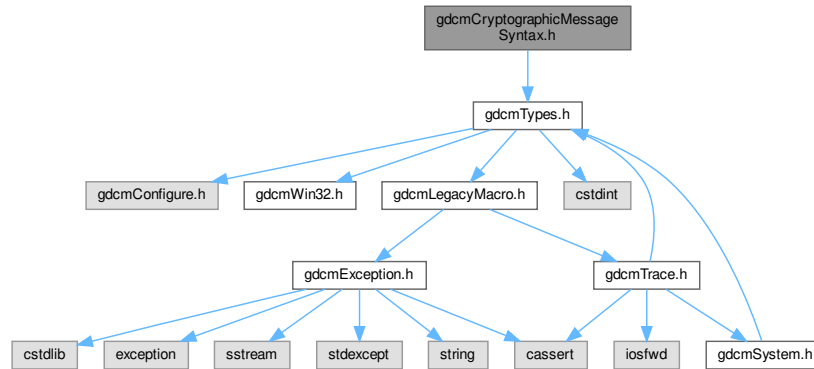 gdcmCryptographicMessage
Syntax.h
gdcmTypes.h
gdcmConfigure.h
gdcmWin32.h
gdcmLegacyMacro.h
cstdint
gdcmException.h
gdcmTrace.h
cstdlib
exception
sstream
stdexcept
string
cassert
iosfwd
gdcmSystem.h